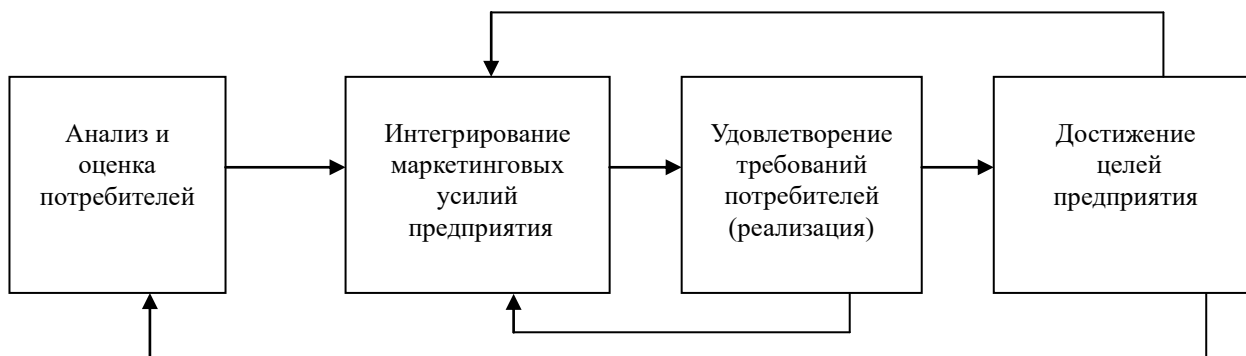 Анализ и
оценка
потребителей
Интегрирование
маркетинговых
усилий
предприятия
Удовлетворение
требований
потребителей
(реализация)
Достижение
целей
предприятия